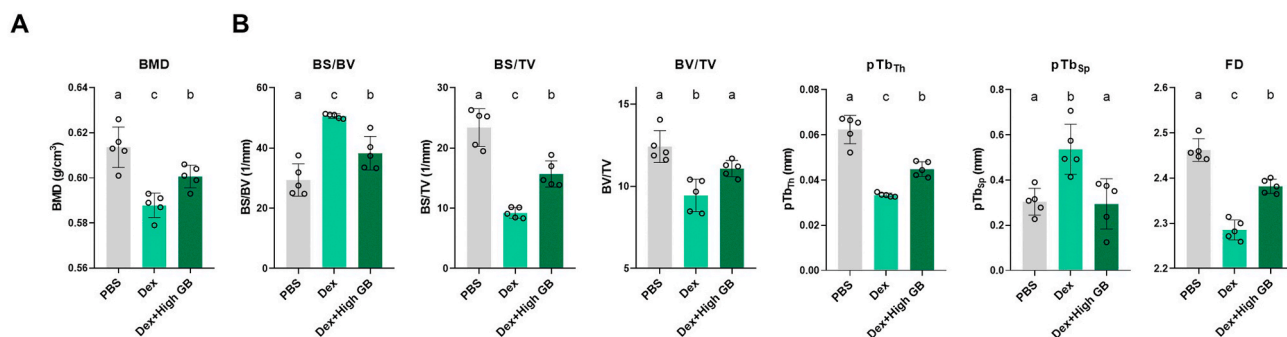 A
B
BMD
BMD (g/cm³)
0.64
0.62
0.60
0.58
0.56
a c b
PBS
Dex
Dex+High GB
BS/BV
BS/BV (1/mm)
60
40
20
0
a c b
PBS
Dex
Dex+High GB
BS/TV
BS/TV (1/mm)
30
20
10
0
a c b
PBS
Dex
Dex+High GB
BV/TV
BV/TV
15
10
5
a b a
PBS
Dex
Dex+High GB
pTbTh
pTbTh (mm)
0.08
0.06
0.04
0.02
0.00
a c b
PBS
Dex
Dex+High GB
pTbSp
pTbSp (mm)
0.8
0.6
0.4
0.2
0.0
a b a
PBS
Dex
Dex+High GB
FD
FD
2.6
2.5
2.4
2.3
2.2
a c b
PBS
Dex
Dex+High GB